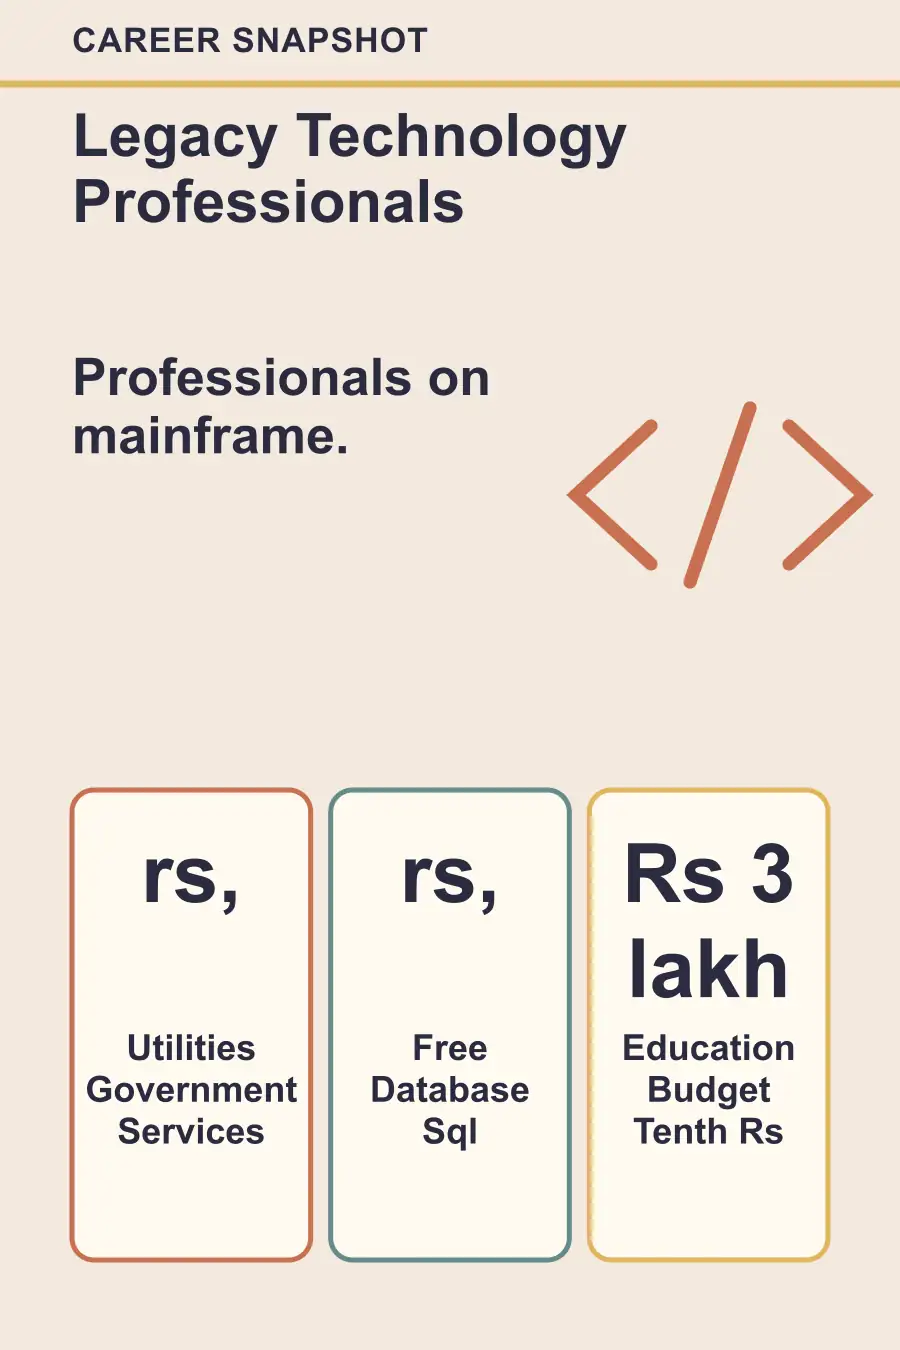 CAREER SNAPSHOT
Legacy Technology
Professionals
Professionals on
mainframe.
rs,
Utilities
Government
Services
rs,
Free
Database
Sql
Rs 3
lakh
Education
Budget
Tenth Rs